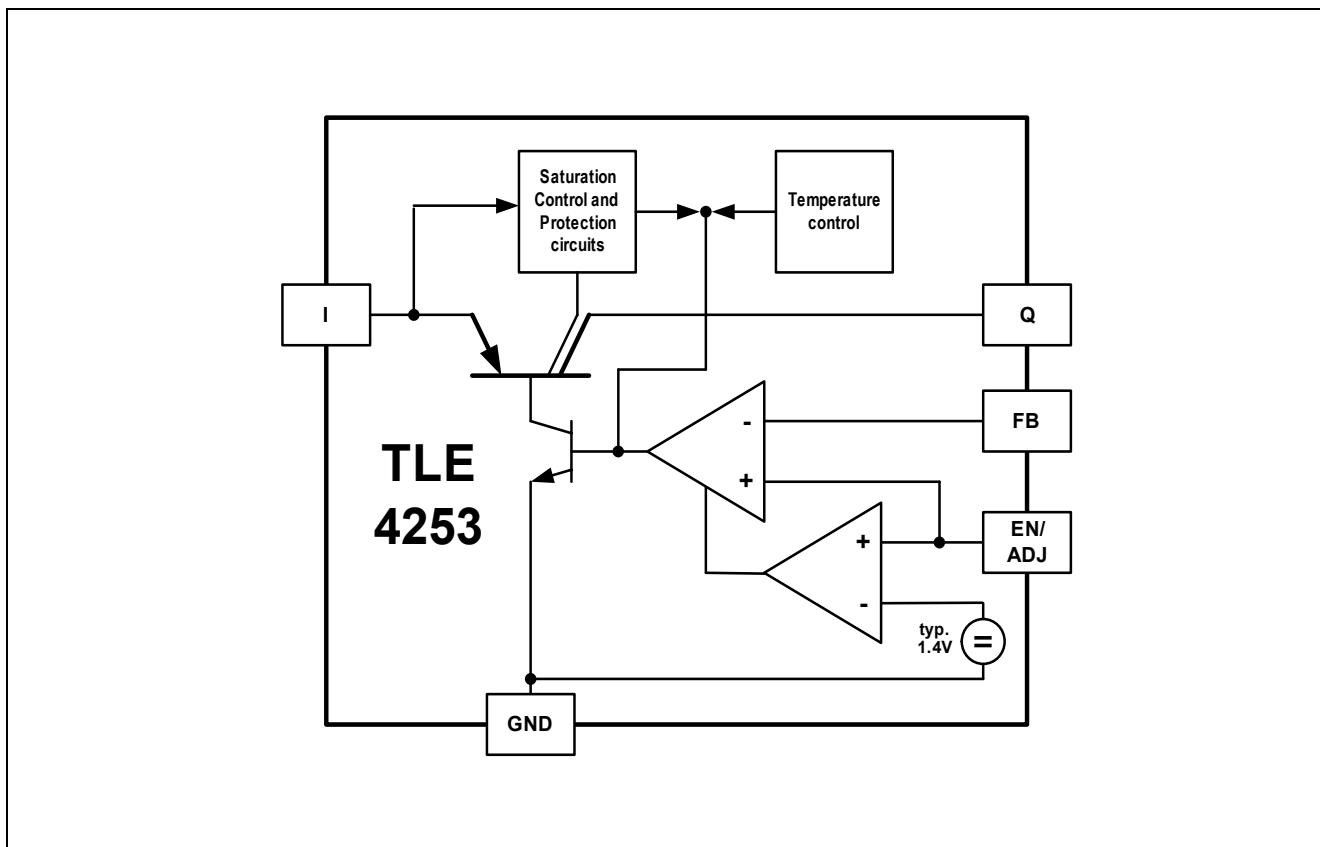 Saturation
Control and
Protection
circuits
Temperature
control
I
Q
FB
-
+
TLE
4253
EN/
ADJ
+
-
typ.
1.4V
=
GND